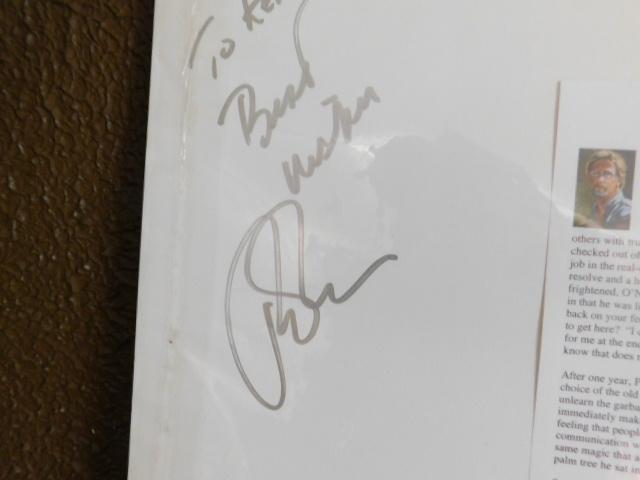 To
Best
Wishes
others with tru
checked out of
job in the real-
resolve and a h
frightened, O'N
in that he was li
back on your fe
to get here? "I
for me at the end
know that does n
After one year, F
choice of the old
unlearn the garba
immediately mak
feeling that peopl
communication w
same magic that a
palm tree he sat in